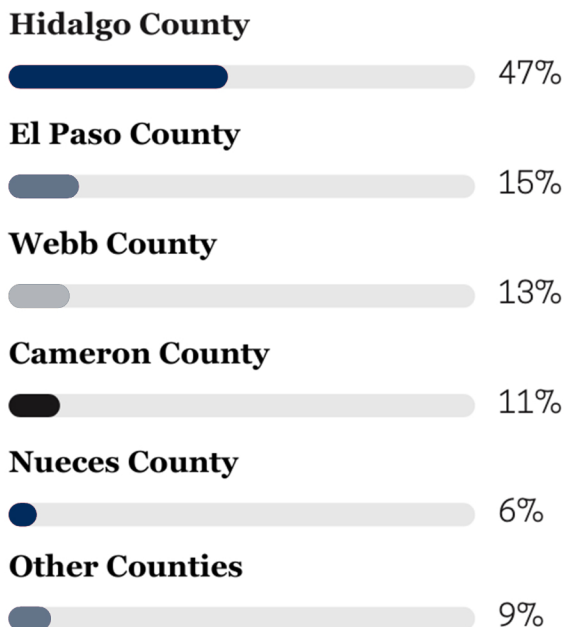 Hidalgo County
47%
El Paso County
15%
Webb County
13%
Cameron County
11%
Nueces County
6%
Other Counties
9%